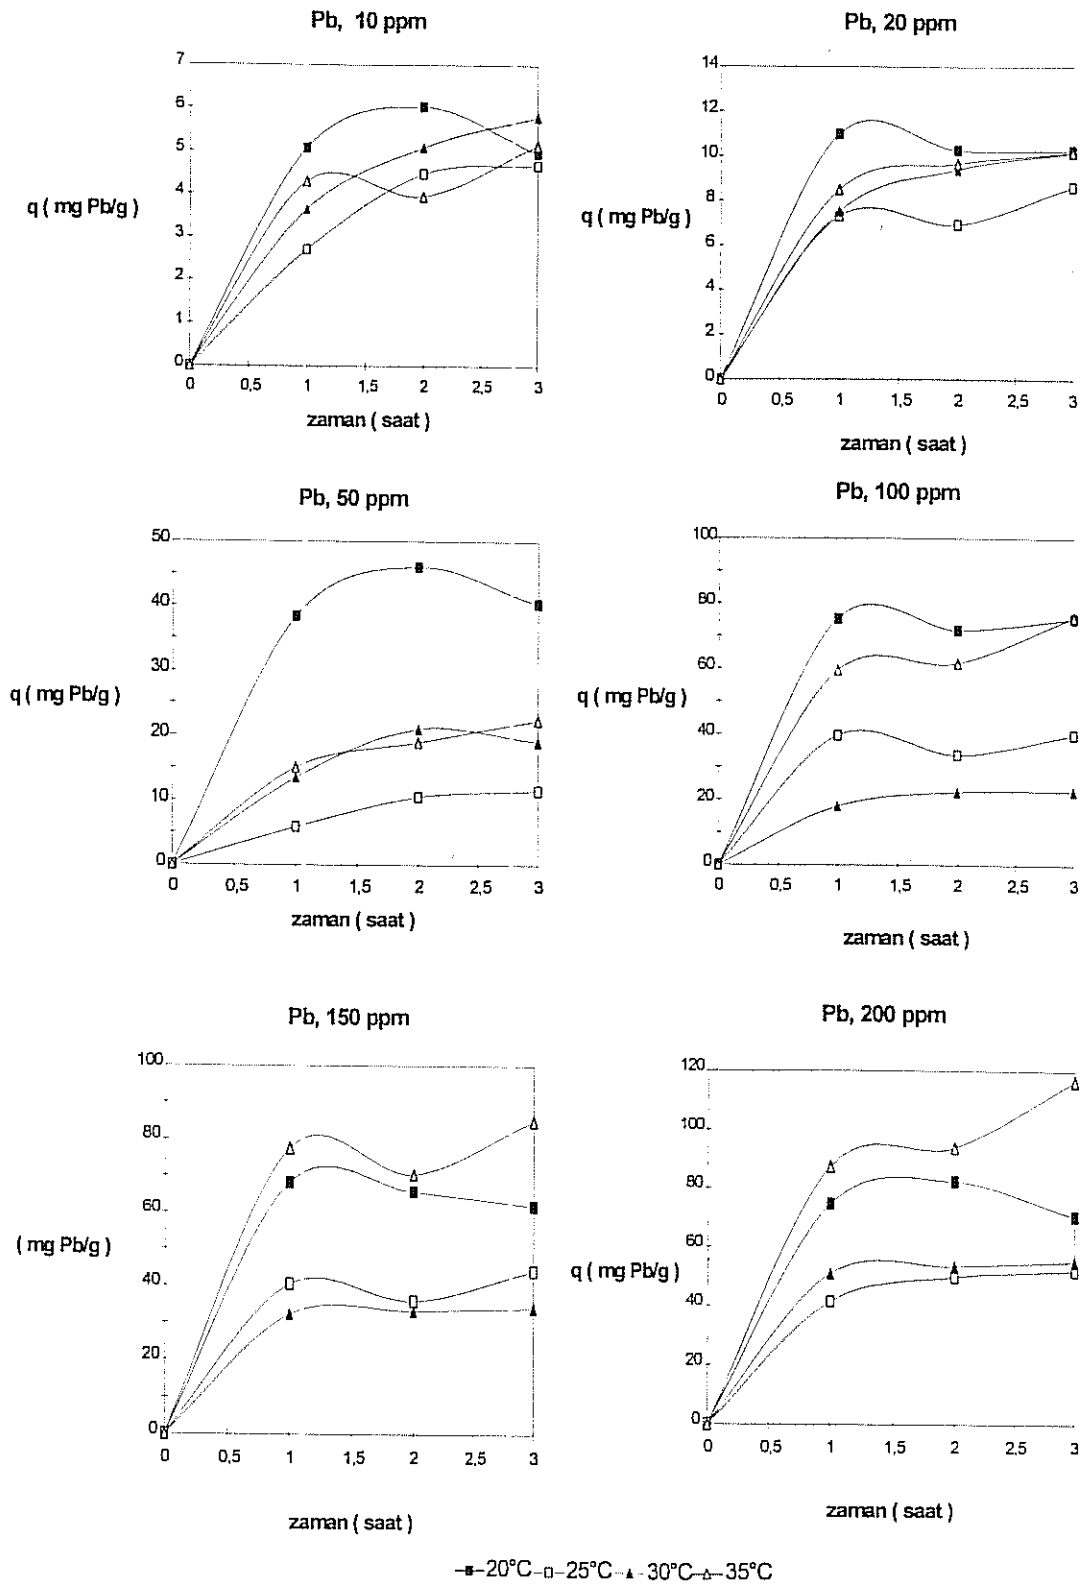 Pb, 10 ppm
7
6
5
4
3
2
1
0
q ( mg Pb/g )
0 0,5 1 1,5 2 2,5 3
zaman ( saat )
Pb, 20 ppm
14
12
10
8
6
4
2
0
q ( mg Pb/g )
0 0,5 1 1,5 2 2,5 3
zaman ( saat )
Pb, 50 ppm
50
40
30
20
10
0
q ( mg Pb/g )
0 0,5 1 1,5 2 2,5 3
zaman ( saat )
Pb, 100 ppm
100
80
60
40
20
0
q ( mg Pb/g )
0 0,5 1 1,5 2 2,5 3
zaman ( saat )
Pb, 150 ppm
100
80
60
40
20
0
( mg Pb/g )
0 0,5 1 1,5 2 2,5 3
zaman ( saat )
Pb, 200 ppm
120
100
80
60
40
20
0
q ( mg Pb/g )
0 0,5 1 1,5 2 2,5 3
zaman ( saat )
20°C 25°C 30°C 35°C